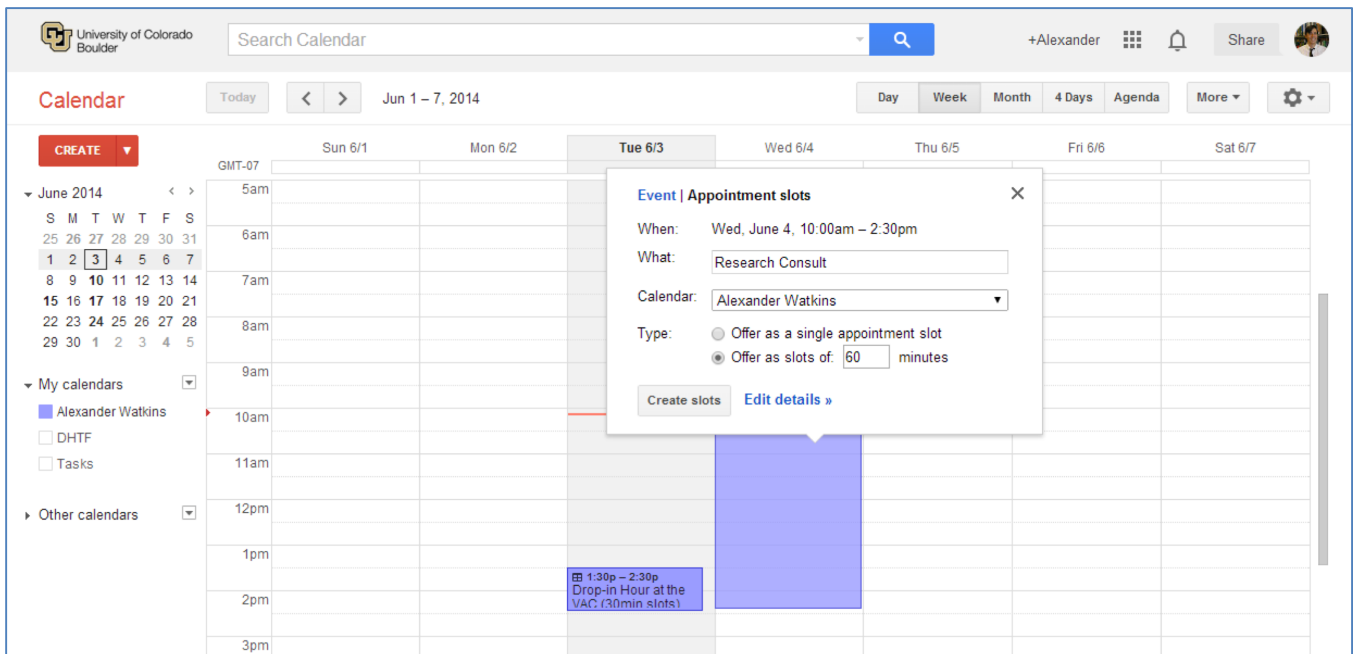 University of Colorado
Boulder
Search Calendar
+Alexander
Share
Calendar
Today
Jun 1 – 7, 2014
Day Week Month 4 Days Agenda
More
CREATE
Sun 6/1 Mon 6/2 Tue 6/3 Wed 6/4 Thu 6/5 Fri 6/6 Sat 6/7
GMT-07
June 2014 < >
S M T W T F S
25 26 27 28 29 30 31
1 2 3 4 5 6 7
8 9 10 11 12 13 14
15 16 17 18 19 20 21
22 23 24 25 26 27 28
29 30 1 2 3 4 5
My calendars
Alexander Watkins
DHTF
Tasks
Other calendars
5am
6am
7am
8am
9am
10am
11am
12pm
1pm
2pm
3pm
Event | Appointment slots
When: Wed, June 4, 10:00am – 2:30pm
What: Research Consult
Calendar: Alexander Watkins
Type: Offer as a single appointment slot
Offer as slots of: 60 minutes
Create slots Edit details »
1:30p – 2:30p
Drop-in Hour at the
VAC (30min slots)